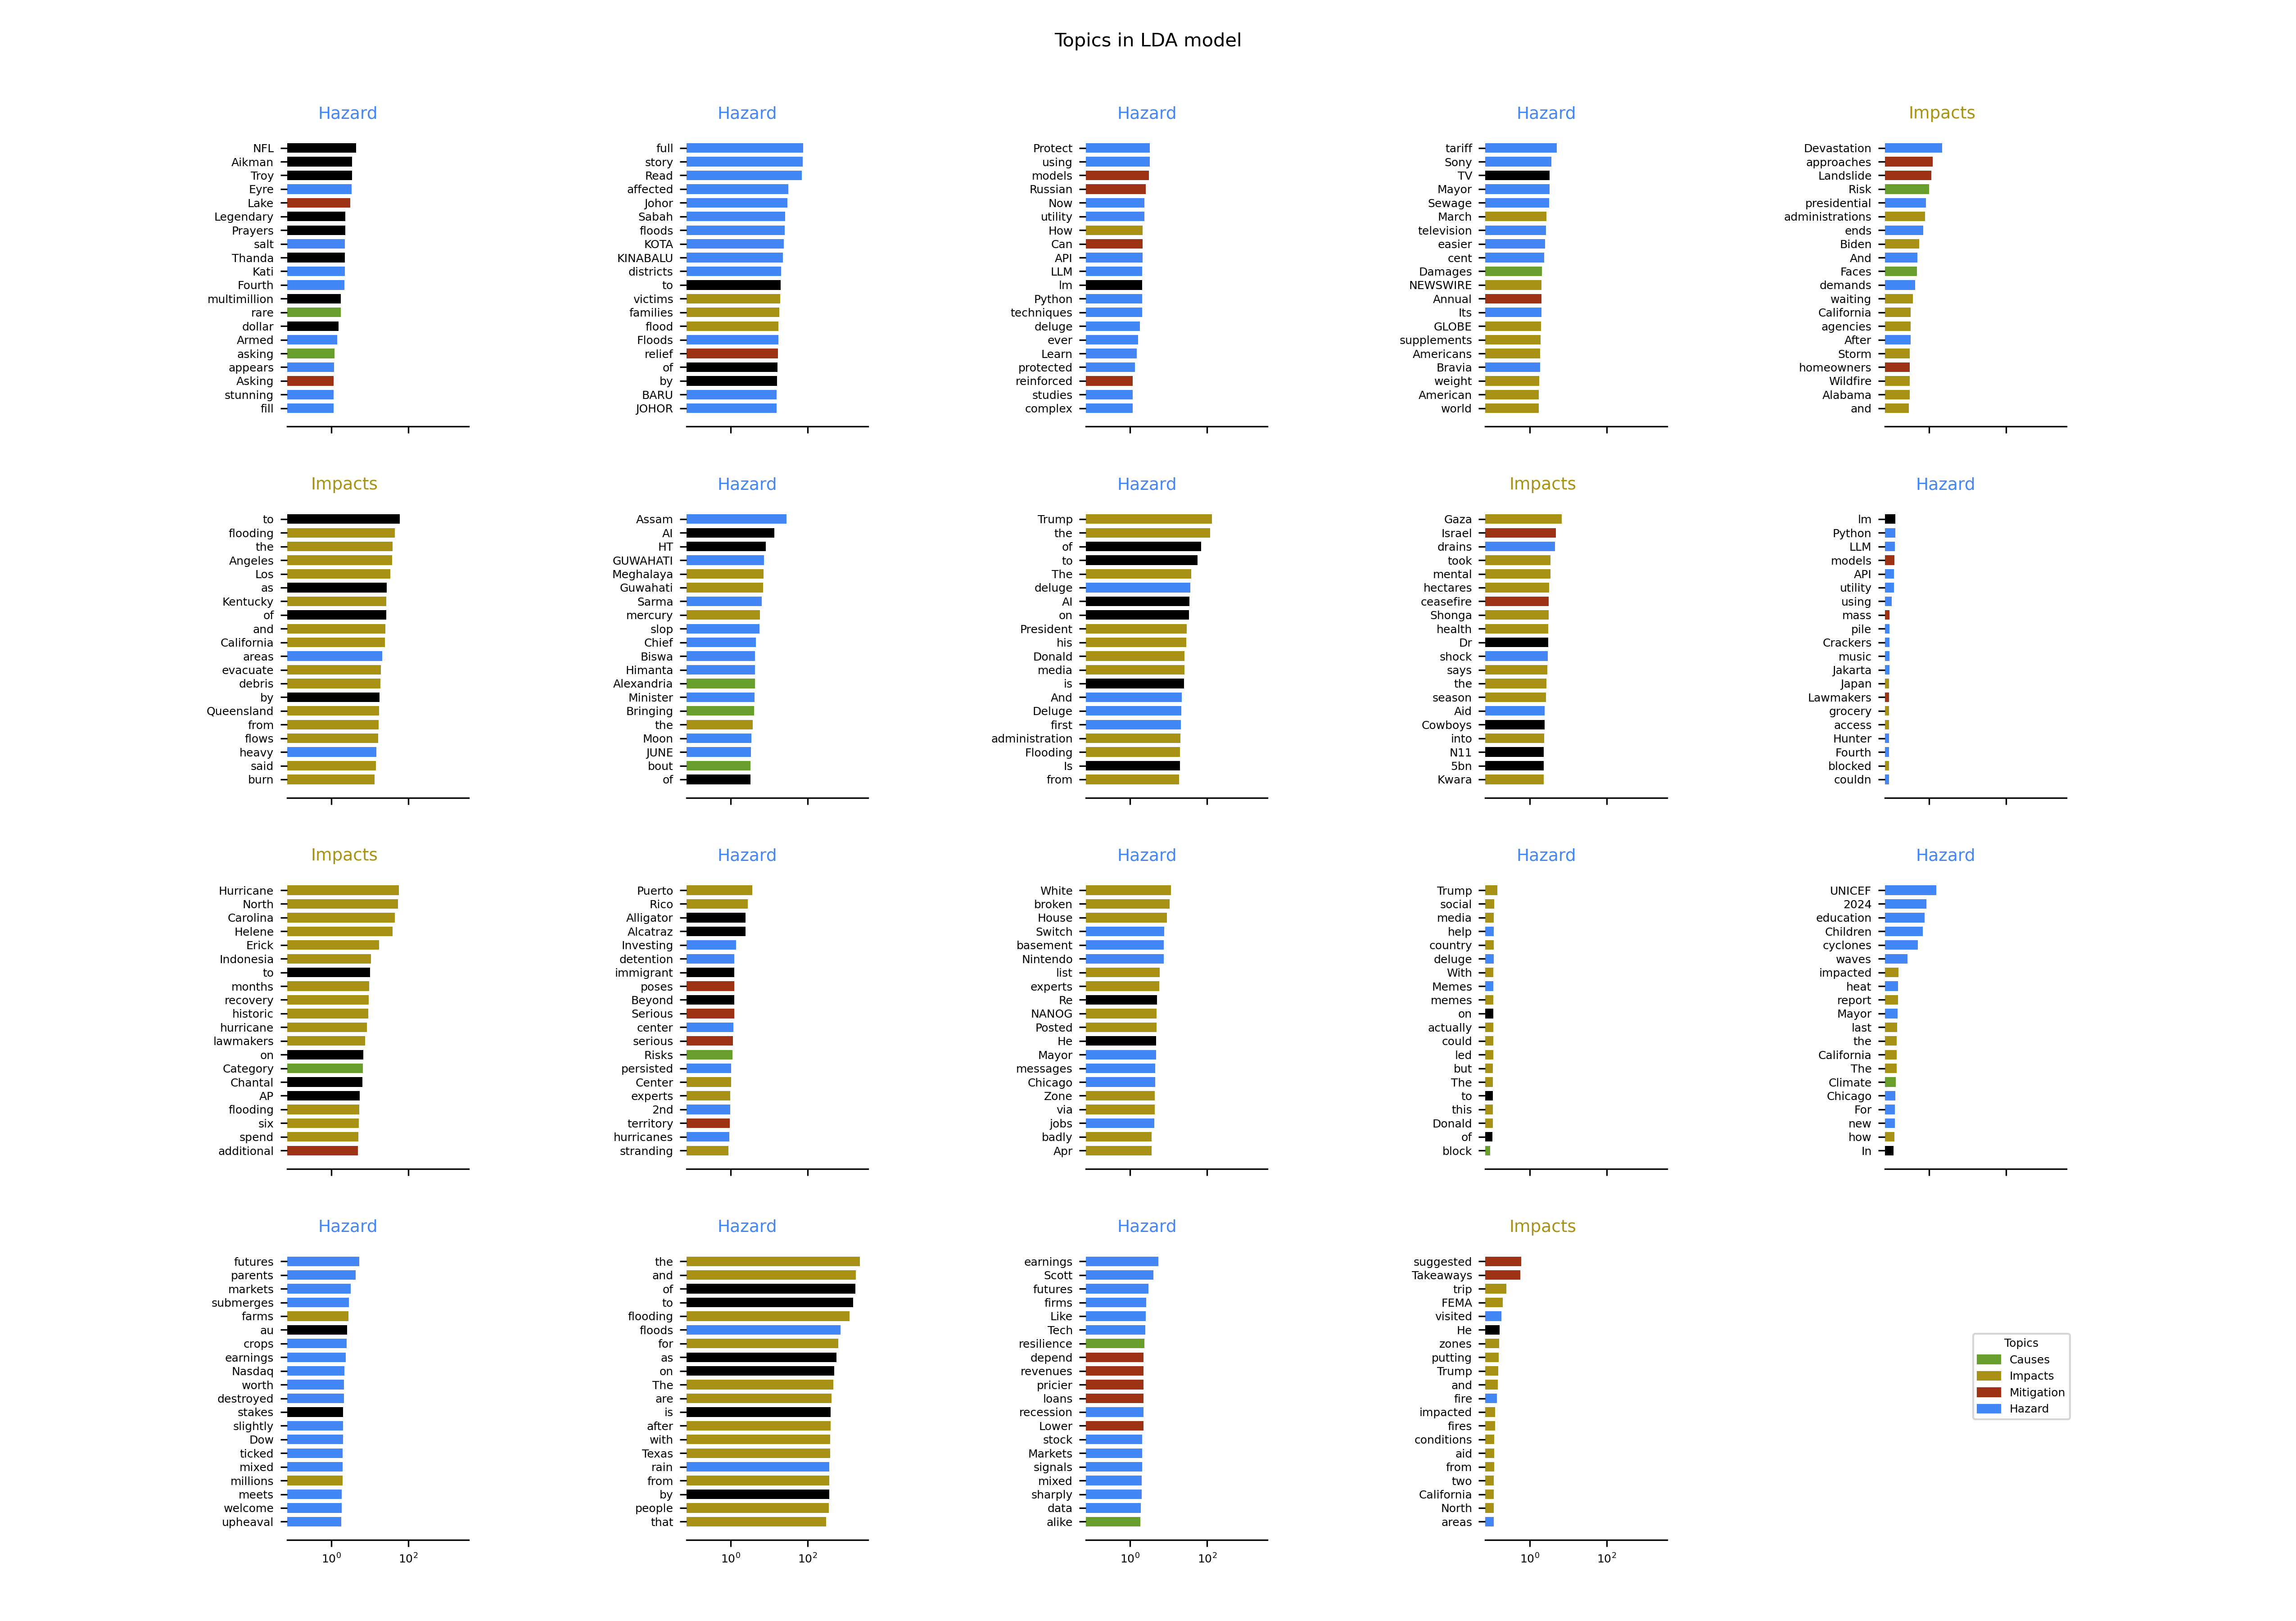 Topics in LDA model
Hazard
NFL
Aikman
Troy
Eyre
Lake
Legendary
Prayers
salt
Thanda
Kati
Fourth
multimillion
rare
dollar
Armed
asking
appears
Asking
stunning
fill
Hazard
full
story
Read
affected
Johor
Sabah
floods
KOTA
KINABALU
districts
to
victims
families
flood
Floods
relief
of
by
BARU
JOHOR
Hazard
Protect
using
models
Russian
Now
utility
How
Can
API
LLM
lm
Python
techniques
deluge
ever
Learn
protected
reinforced
studies
complex
Hazard
tariff
Sony
TV
Mayor
Sewage
March
television
easier
cent
Damages
NEWSWIRE
Annual
Its
GLOBE
supplements
Americans
Bravia
weight
American
world
Impacts
Devastation
approaches
Landslide
Risk
presidential
administrations
ends
Biden
And
Faces
demands
waiting
California
agencies
After
Storm
homeowners
Wildfire
Alabama
and
Impacts
to
flooding
the
Angeles
Los
as
Kentucky
of
and
California
areas
evacuate
debris
by
Queensland
from
flows
heavy
said
burn
Hazard
Assam
AI
HT
GUWAHATI
Meghalaya
Guwahati
Sarma
mercury
slop
Chief
Biswa
Himanta
Alexandria
Minister
Bringing
the
Moon
JUNE
bout
of
Hazard
Trump
the
of
to
The
deluge
AI
on
President
his
Donald
media
is
And
Deluge
first
administration
Flooding
Is
from
Impacts
Gaza
Israel
drains
took
mental
hectares
ceasefire
Shonga
health
Dr
shock
says
the
season
Aid
Cowboys
into
N11
5bn
Kwara
Hazard
lm
Python
LLM
models
API
utility
using
mass
pile
Crackers
music
Jakarta
Japan
Lawmakers
grocery
access
Hunter
Fourth
blocked
couldn
Impacts
Hurricane
North
Carolina
Helene
Erick
Indonesia
to
months
recovery
historic
hurricane
lawmakers
on
Category
Chantal
AP
flooding
six
spend
additional
Hazard
Puerto
Rico
Alligator
Alcatraz
Investing
detention
immigrant
poses
Beyond
Serious
center
serious
Risks
persisted
Center
experts
2nd
territory
hurricanes
stranding
Hazard
White
broken
House
Switch
basement
Nintendo
list
experts
Re
NANOG
Posted
He
Mayor
messages
Chicago
Zone
via
jobs
badly
Apr
Hazard
Trump
social
media
help
country
deluge
With
Memes
memes
on
actually
could
led
but
The
to
this
Donald
of
block
Hazard
UNICEF
2024
education
Children
cyclones
waves
impacted
heat
report
Mayor
last
the
California
The
Climate
Chicago
For
new
how
In
Hazard
futures
parents
markets
submerges
farms
au
crops
earnings
Nasdaq
worth
destroyed
stakes
slightly
Dow
ticked
mixed
millions
meets
welcome
upheaval
10⁰ 10²
Hazard
the
and
of
to
flooding
floods
for
as
on
The
are
is
after
with
Texas
rain
from
by
people
that
10⁰ 10²
Hazard
earnings
Scott
futures
firms
Like
Tech
resilience
depend
revenues
pricier
loans
recession
Lower
stock
Markets
signals
mixed
sharply
data
alike
10⁰ 10²
Impacts
suggested
Takeaways
trip
FEMA
visited
He
zones
putting
Trump
and
fire
impacted
fires
conditions
aid
from
two
California
North
areas
10⁰ 10²
Topics
Causes
Impacts
Mitigation
Hazard